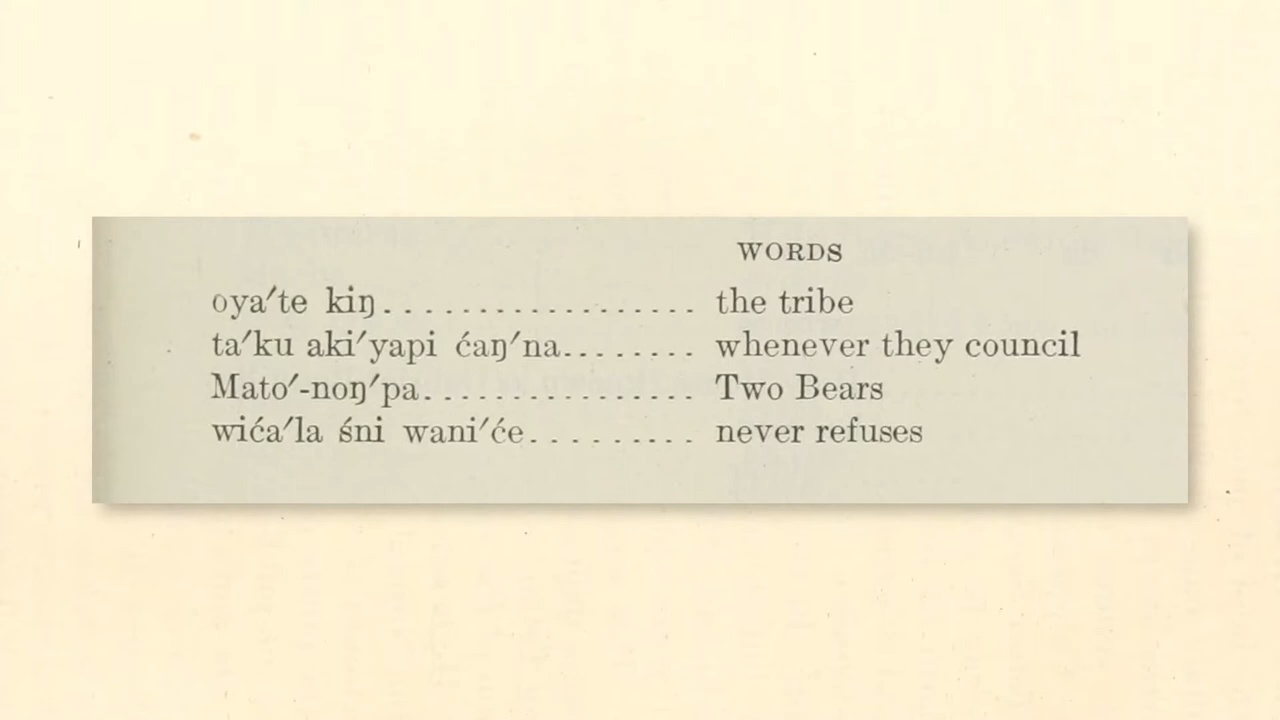 WORDS
oya′te kiŋ.................. the tribe
ta′ku aki′yapi ćaŋ′na........ whenever they council
Mato′-noŋ′pa................ Two Bears
wića′la śni wani′će.......... never refuses